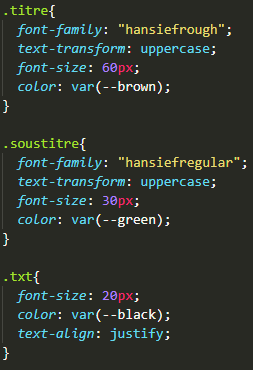 .titre{
  font-family: "hansiefrough";
  text-transform: uppercase;
  font-size: 60px;
  color: var(--brown);
}

.soustitre{
  font-family: "hansiefregular";
  text-transform: uppercase;
  font-size: 30px;
  color: var(--green);
}

.txt{
  font-size: 20px;
  color: var(--black);
  text-align: justify;
}